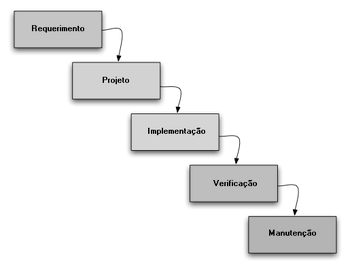 Requerimento
Projeto
Implementação
Verificação
Manutenção